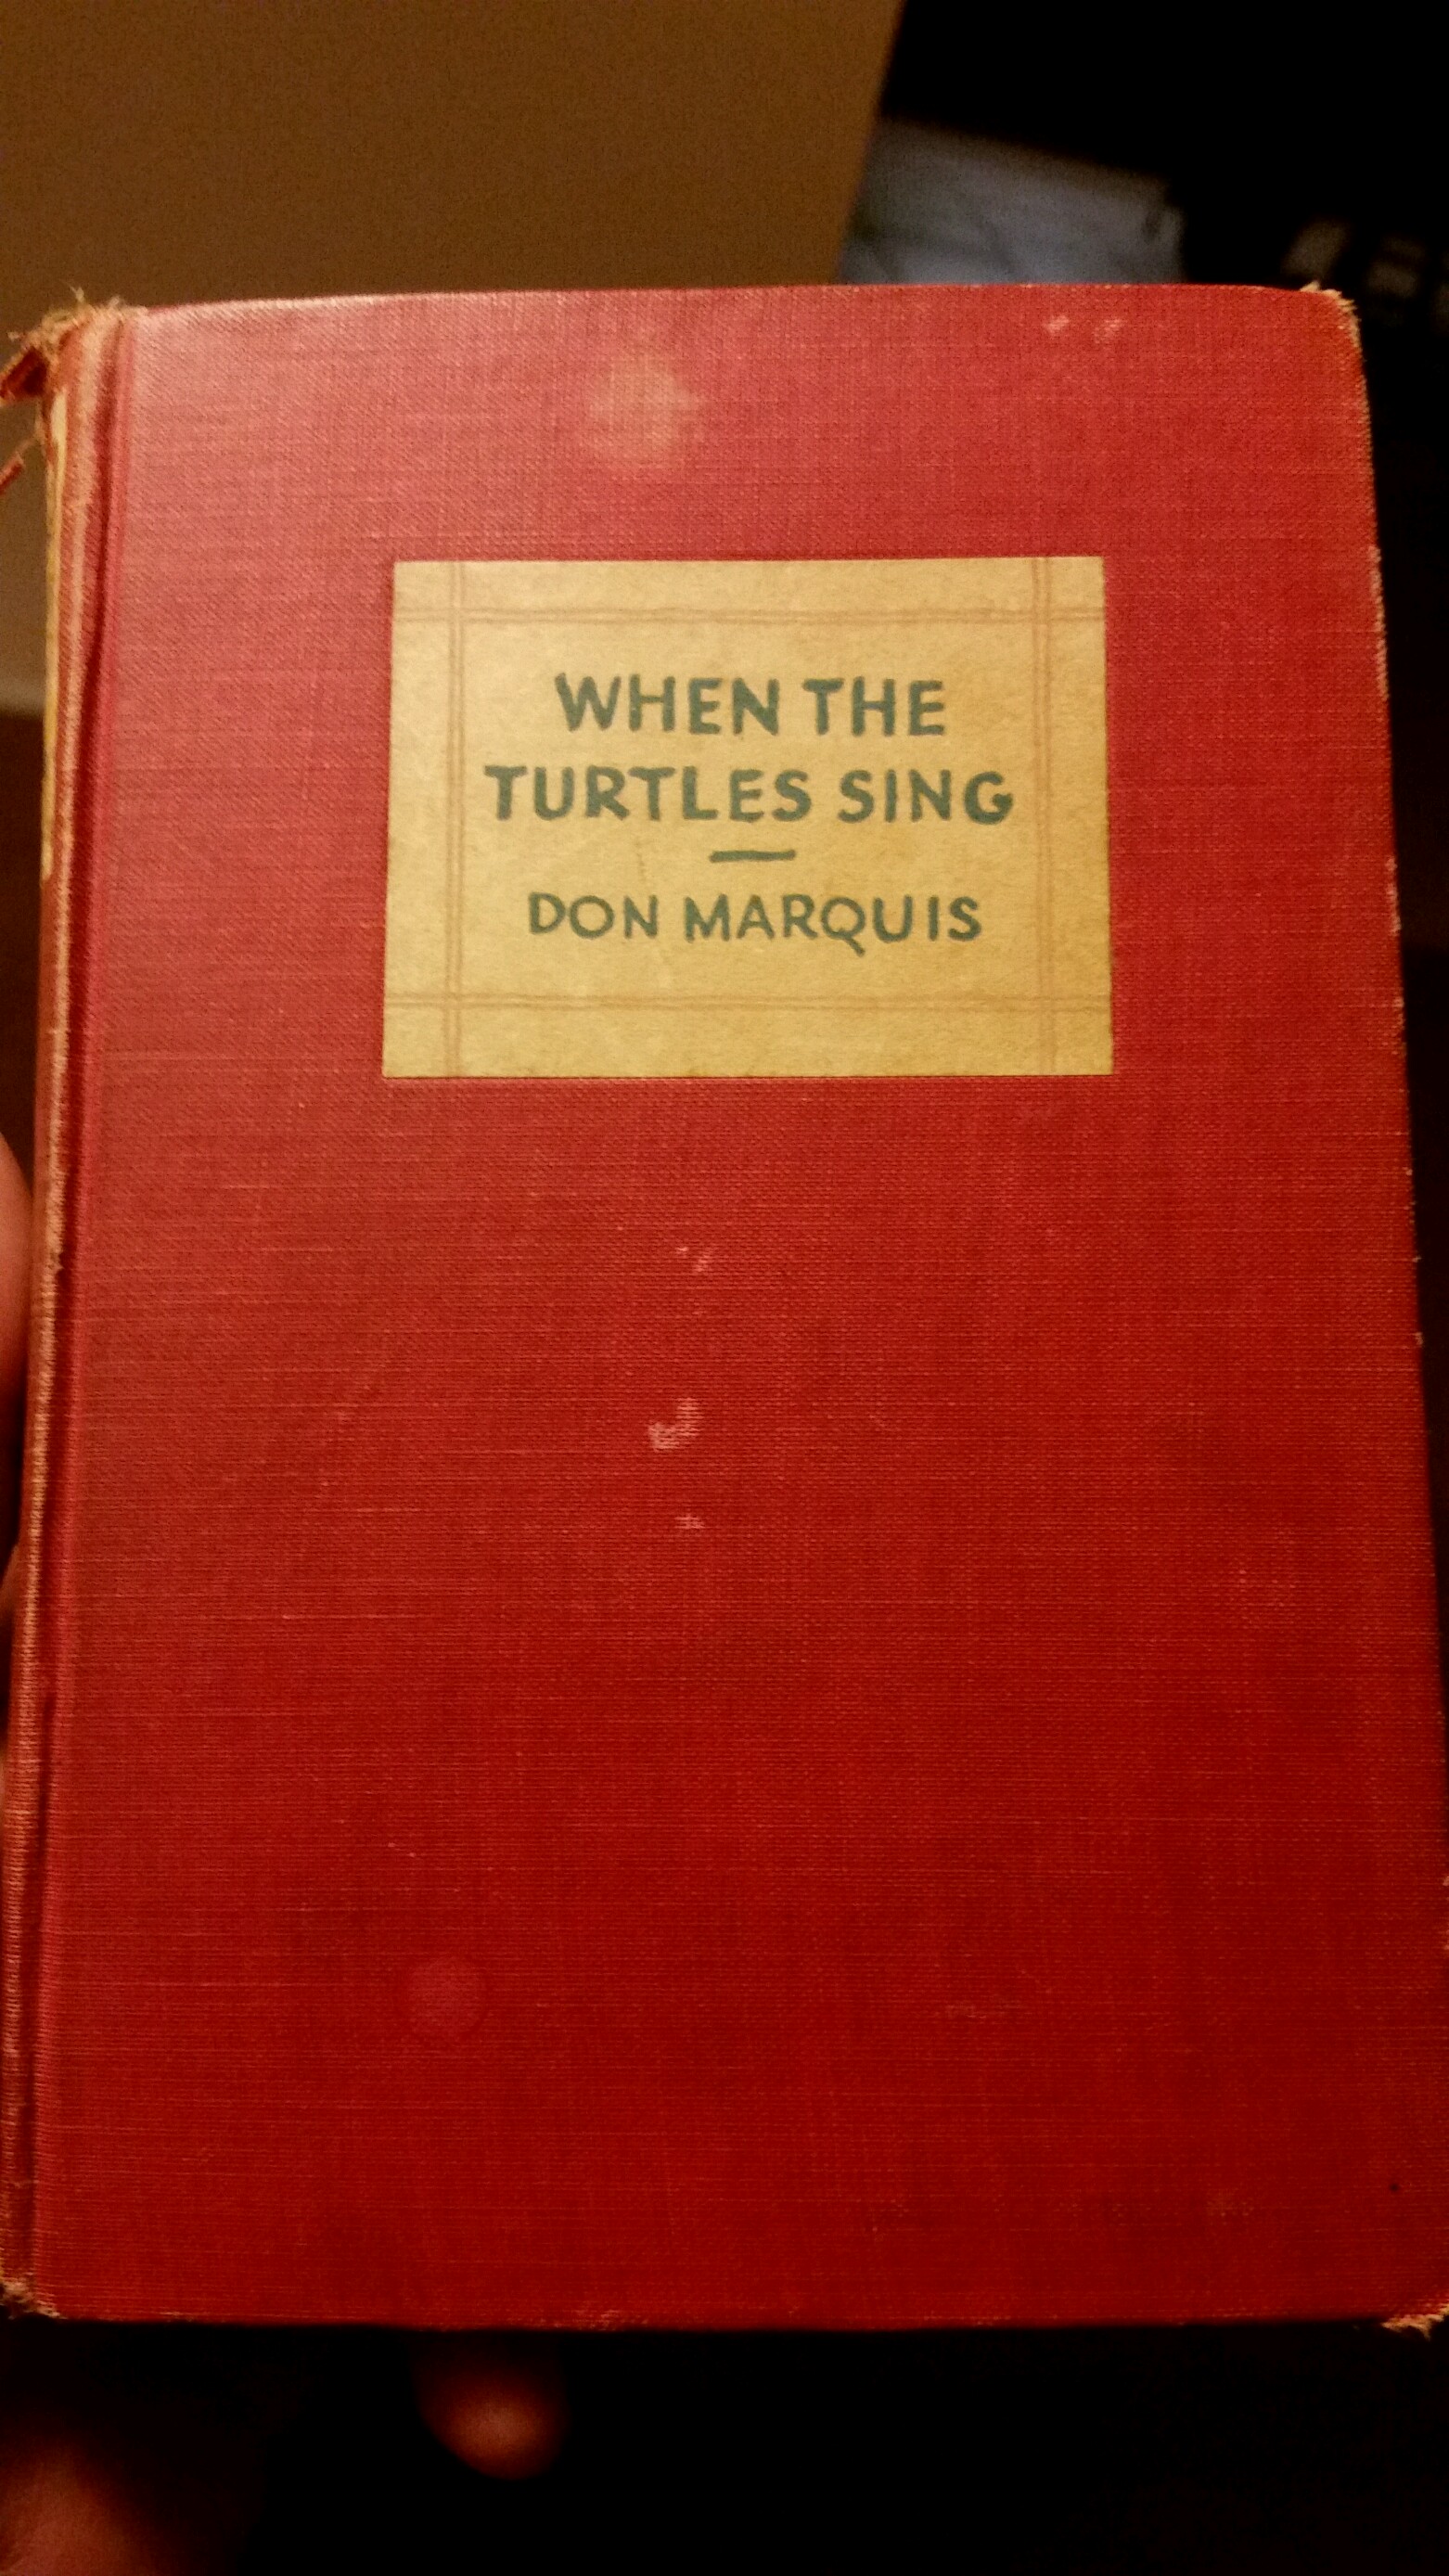 WHEN THE
TURTLES SING
DON MARQUIS